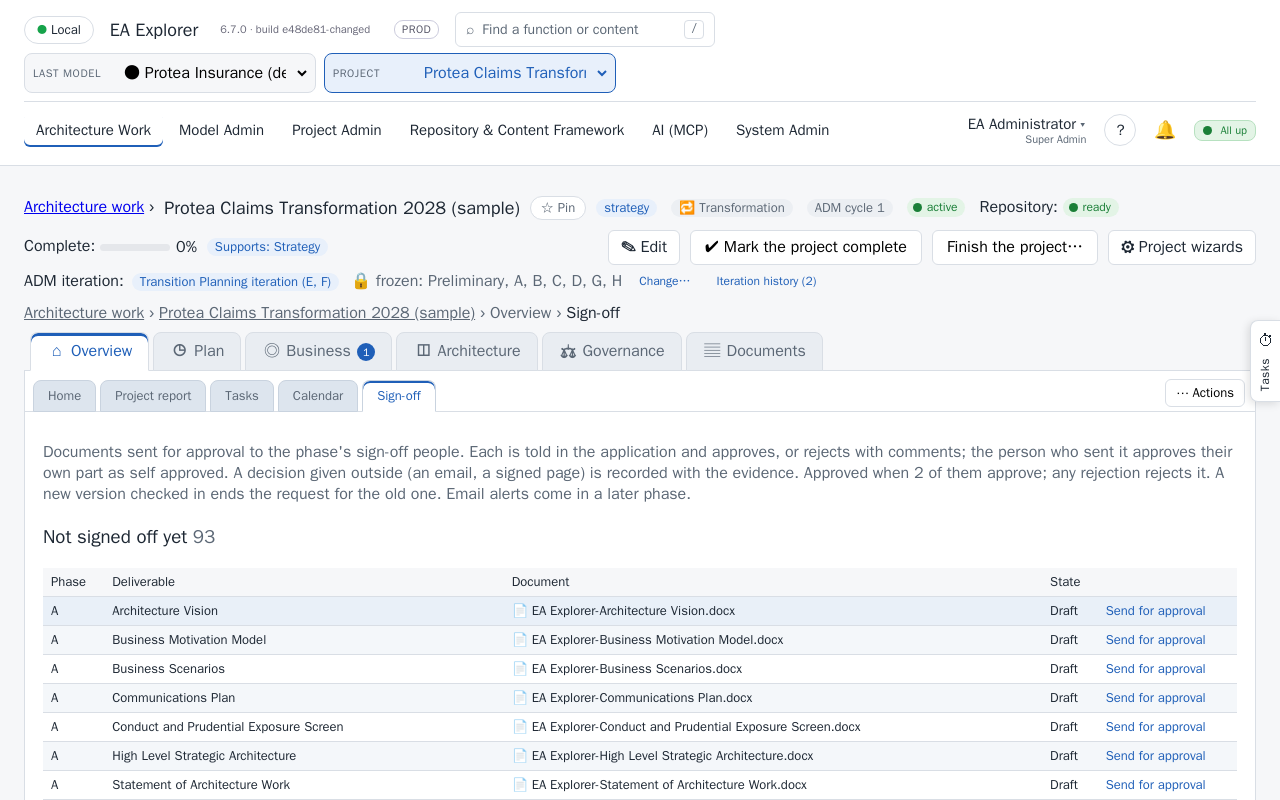 Local
EA Explorer
6.7.0 · build e48de81-changed
PROD
Find a function or content
/
LAST MODEL
Protea Insurance (de
PROJECT
Protea Claims Transfor
Architecture Work
Model Admin
Project Admin
Repository & Content Framework
AI (MCP)
System Admin
EA Administrator
Super Admin
?
All up
Architecture work ›
Protea Claims Transformation 2028 (sample)
☆ Pin
strategy
Transformation
ADM cycle 1
active
Repository:
ready
Complete:
0%
Supports: Strategy
✎ Edit
✔ Mark the project complete
Finish the project⋯
⚙ Project wizards
ADM iteration:
Transition Planning iteration (E, F)
frozen: Preliminary, A, B, C, D, G, H
Change⋯
Iteration history (2)
Architecture work › Protea Claims Transformation 2028 (sample) › Overview › Sign-off
Overview
Plan
Business 1
Architecture
Governance
Documents
Tasks
Home
Project report
Tasks
Calendar
Sign-off
⋯ Actions
Documents sent for approval to the phase's sign-off people. Each is told in the application and approves, or rejects with comments; the person who sent it approves their
own part as self approved. A decision given outside (an email, a signed page) is recorded with the evidence. Approved when 2 of them approve; any rejection rejects it. A
new version checked in ends the request for the old one. Email alerts come in a later phase.
Not signed off yet 93
Phase Deliverable Document State
A Architecture Vision EA Explorer-Architecture Vision.docx Draft Send for approval
A Business Motivation Model EA Explorer-Business Motivation Model.docx Draft Send for approval
A Business Scenarios EA Explorer-Business Scenarios.docx Draft Send for approval
A Communications Plan EA Explorer-Communications Plan.docx Draft Send for approval
A Conduct and Prudential Exposure Screen EA Explorer-Conduct and Prudential Exposure Screen.docx Draft Send for approval
A High Level Strategic Architecture EA Explorer-High Level Strategic Architecture.docx Draft Send for approval
A Statement of Architecture Work EA Explorer-Statement of Architecture Work.docx Draft Send for approval